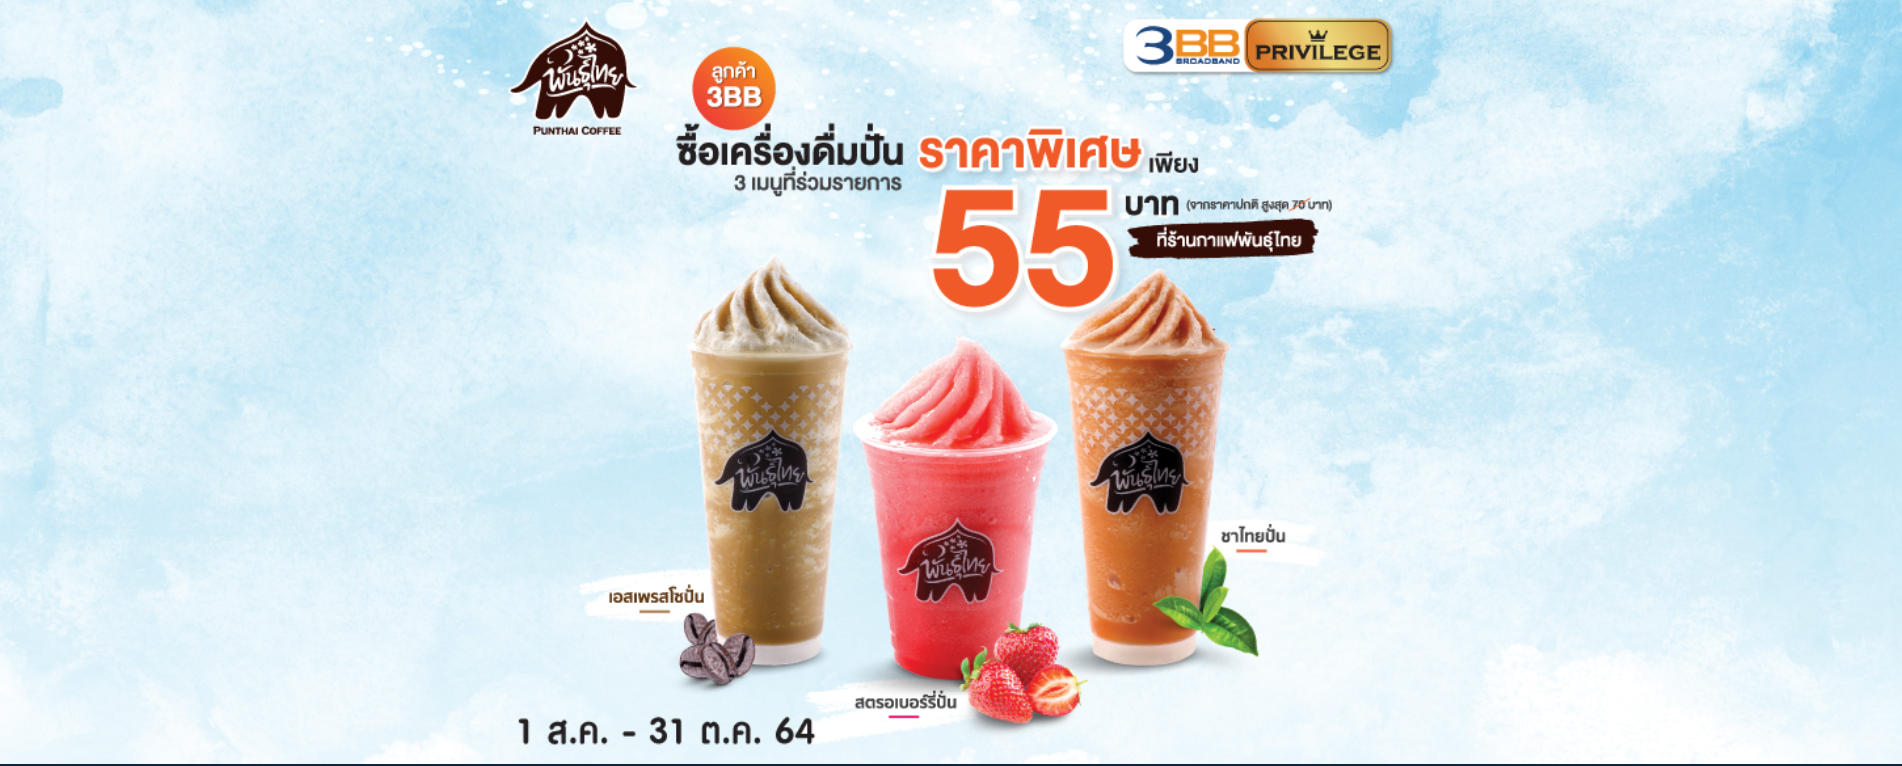 พันธุ์ไทย
PUNTHAI COFFEE
3BB
BROADBAND
PRIVILEGE
ลูกค้า
3BB
ซื้อเครื่องดื่มปั่น ราคาพิเศษ เพียง
3 เมนูที่ร่วมรายการ
55 บาท (จากราคาปกติ สูงสุด 70 บาท)
ที่ร้านกาแฟพันธุ์ไทย
พันธุ์ไทย
พันธุ์ไทย
พันธุ์ไทย
ชาไทยปั่น
เอสเพรสโซปั่น
สตรอเบอร์รี่ปั่น
1 ส.ค. - 31 ต.ค. 64